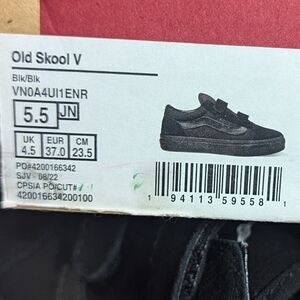 Old Skool V
Blk/Blk
VN0A4UI1ENR
5.5 JN
UK EUR CM
4.5 37.0 23.5
PO#4200166342
SJV - 08/22
CPSIA PO/CUT#
420016634200100
1 94113 59558 1